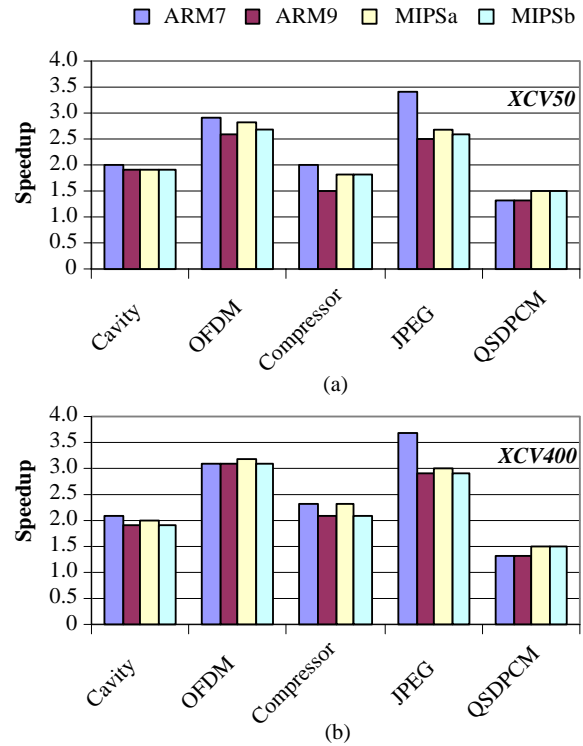 ARM7 ARM9 MIPSa MIPSb
4.0
3.5
3.0
2.5
2.0
1.5
1.0
0.5
0
Speedup
XCV50
Cavity OFDM Compressor JPEG QSDPCM
(a)
4.0
3.5
3.0
2.5
2.0
1.5
1.0
0.5
0
Speedup
XCV400
Cavity OFDM Compressor JPEG QSDPCM
(b)